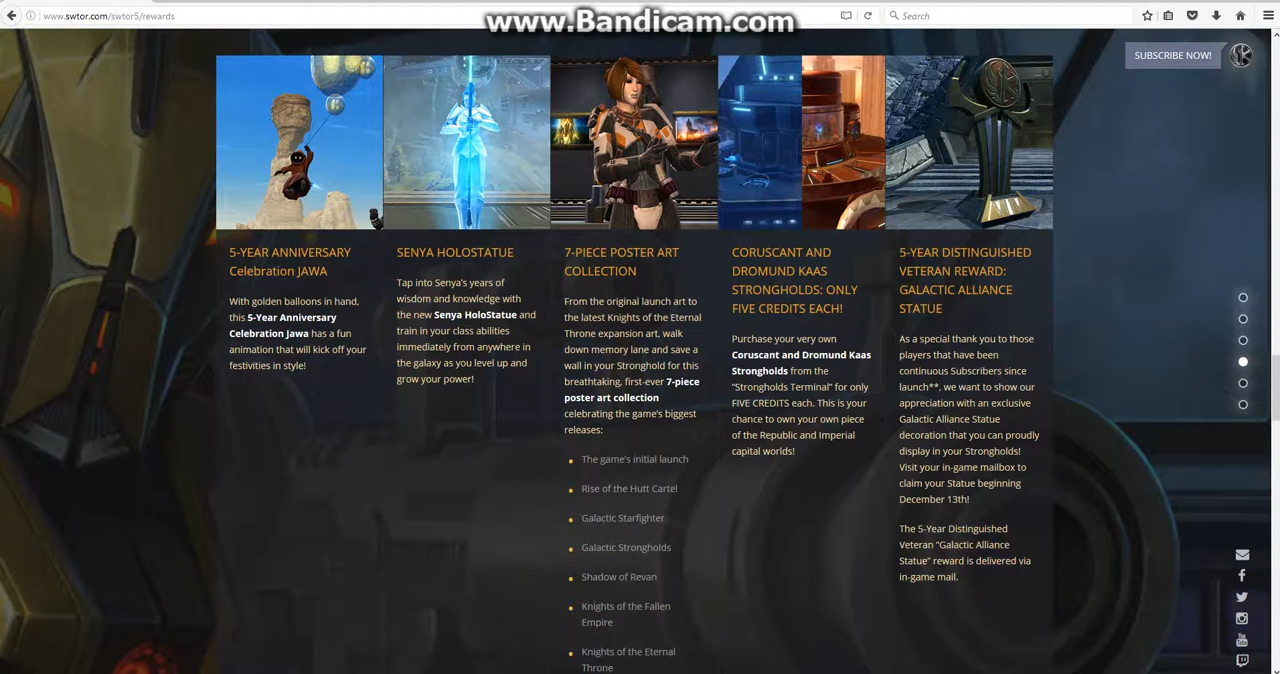 www.swtor.com/swtor5/rewards
www.Bandicam.com
Search
SUBSCRIBE NOW!
5-YEAR ANNIVERSARY
Celebration JAWA
With golden balloons in hand,
this 5-Year Anniversary
Celebration Jawa has a fun
animation that will kick off your
festivities in style!
SENYA HOLOSTATUE
Tap into Senya's years of
wisdom and knowledge with
the new Senya HoloStatue and
train in your class abilities
immediately from anywhere in
the galaxy as you level up and
grow your power!
7-PIECE POSTER ART
COLLECTION
From the original launch art to
the latest Knights of the Eternal
Throne expansion art, walk
down memory lane and save a
wall in your Stronghold for this
breathtaking, first-ever 7-piece
poster art collection
celebrating the game's biggest
releases:
The game's initial launch
Rise of the Hutt Cartel
Galactic Starfighter
Galactic Strongholds
Shadow of Revan
Knights of the Fallen
Empire
Knights of the Eternal
Throne
CORUSCANT AND
DROMUND KAAS
STRONGHOLDS: ONLY
FIVE CREDITS EACH!
Purchase your very own
Coruscant and Dromund Kaas
Strongholds from the
"Strongholds Terminal" for only
FIVE CREDITS each. This is your
chance to own your own piece
of the Republic and Imperial
capital worlds!
5-YEAR DISTINGUISHED
VETERAN REWARD:
GALACTIC ALLIANCE
STATUE
As a special thank you to those
players that have been
continuous Subscribers since
launch**, we want to show our
appreciation with an exclusive
Galactic Alliance Statue
decoration that you can proudly
display in your Strongholds!
Visit your in-game mailbox to
claim your Statue beginning
December 13th!
The 5-Year Distinguished
Veteran "Galactic Alliance
Statue" reward is delivered via
in-game mail.